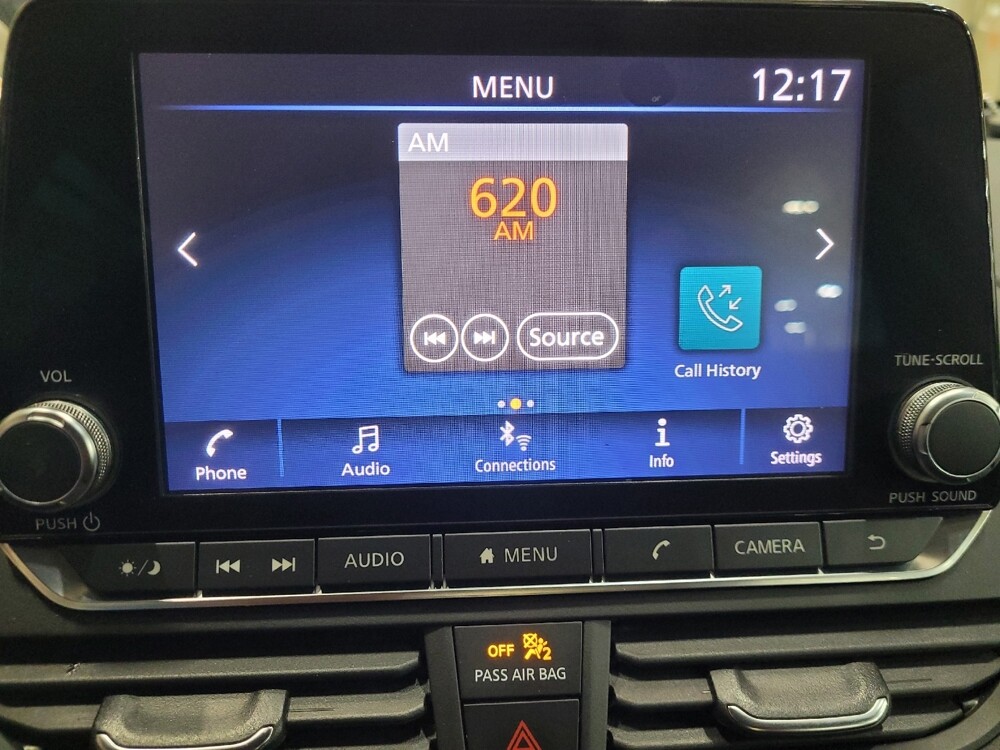 MENU
12:17
AM
620
AM
Source
Call History
VOL
TUNE·SCROLL
Phone
Audio
Connections
Info
Settings
PUSH
PUSH SOUND
AUDIO
MENU
CAMERA
OFF 2
PASS AIR BAG